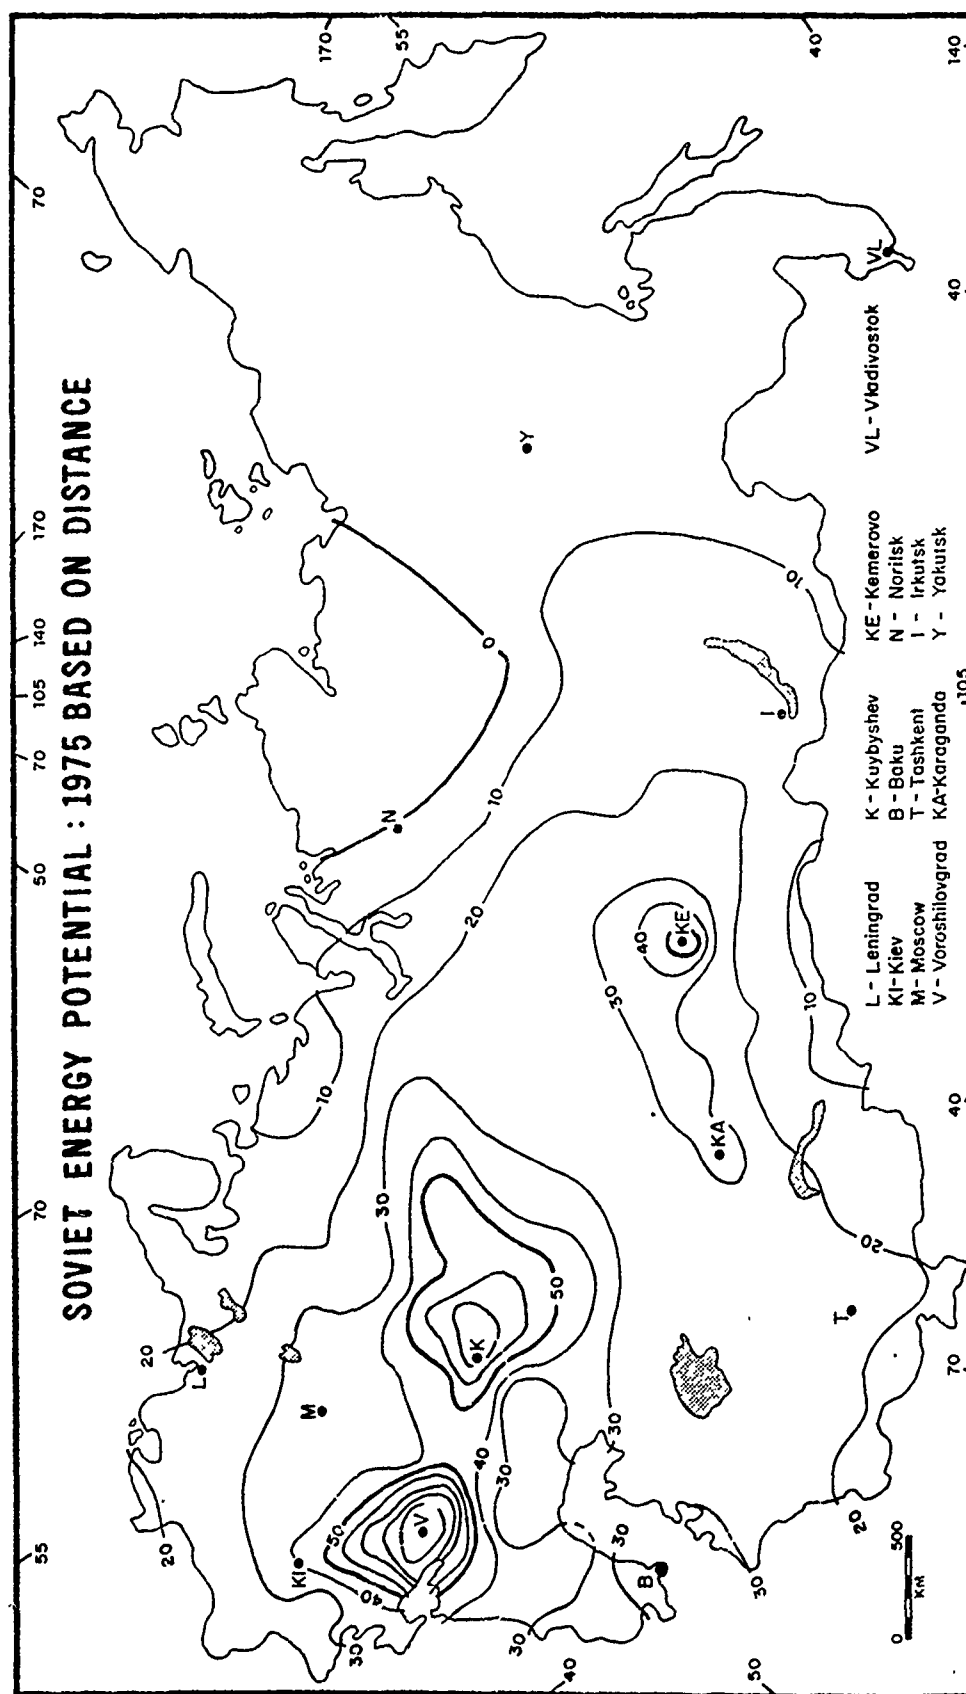 55
70
50
70
105
140
170
70
SOVIET ENERGY POTENTIAL : 1975 BASED ON DISTANCE
170
55
40
140
20
20
L
10
0
N
KI
M
30
30
20
10
Y
50
40
30
V
K
40
50
30
30
30
30
40
KE
KA
B
30
I
10
10
20
20
T
VL
40
50
0
500
KM
L - Leningrad
KI - Kiev
M - Moscow
V - Voroshilovgrad
K - Kuybyshev
B - Baku
T - Tashkent
KA-Karaganda
KE - Kemerovo
N - Norilsk
I - Irkutsk
Y - Yakutsk
VL - Vladivostok
70
40
105
40